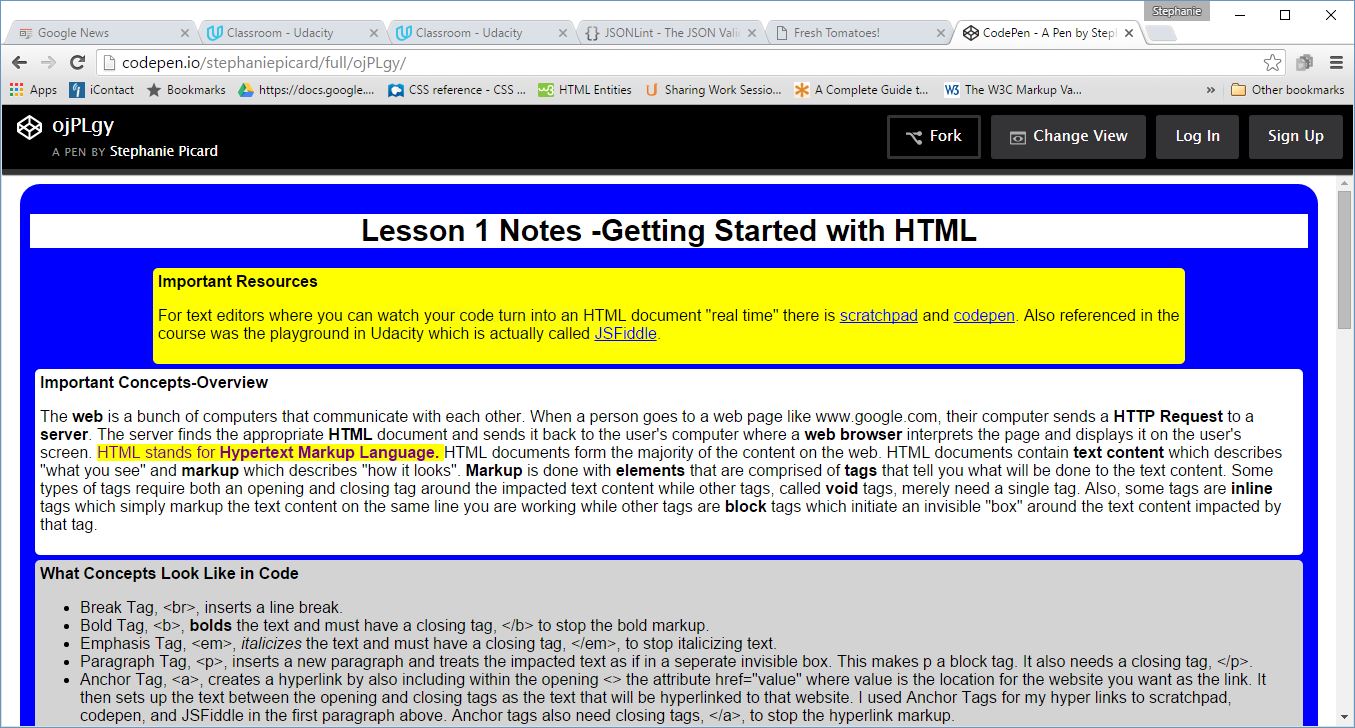 Stephanie
Google News
Classroom - Udacity
Classroom - Udacity
JSONLint - The JSON Vali
Fresh Tomatoes!
CodePen - A Pen by Step
codepen.io/stephaniepicard/full/ojPLgy/
Apps
iContact
Bookmarks
https://docs.google....
CSS reference - CSS ...
HTML Entities
Sharing Work Sessio...
A Complete Guide t...
The W3C Markup Va...
»
Other bookmarks
ojPLgy
A PEN BY Stephanie Picard
Fork
Change View
Log In
Sign Up
Lesson 1 Notes -Getting Started with HTML
Important Resources
For text editors where you can watch your code turn into an HTML document "real time" there is scratchpad and codepen. Also referenced in the
course was the playground in Udacity which is actually called JSFiddle.
Important Concepts-Overview
The web is a bunch of computers that communicate with each other. When a person goes to a web page like www.google.com, their computer sends a HTTP Request to a
server. The server finds the appropriate HTML document and sends it back to the user's computer where a web browser interprets the page and displays it on the user's
screen. HTML stands for Hypertext Markup Language. HTML documents form the majority of the content on the web. HTML documents contain text content which describes
"what you see" and markup which describes "how it looks". Markup is done with elements that are comprised of tags that tell you what will be done to the text content. Some
types of tags require both an opening and closing tag around the impacted text content while other tags, called void tags, merely need a single tag. Also, some tags are inline
tags which simply markup the text content on the same line you are working while other tags are block tags which initiate an invisible "box" around the text content impacted by
that tag.
What Concepts Look Like in Code
• Break Tag, <br>, inserts a line break.
• Bold Tag, <b>, bolds the text and must have a closing tag, </b> to stop the bold markup.
• Emphasis Tag, <em>, italicizes the text and must have a closing tag, </em>, to stop italicizing text.
• Paragraph Tag, <p>, inserts a new paragraph and treats the impacted text as if in a seperate invisible box. This makes p a block tag. It also needs a closing tag, </p>.
• Anchor Tag, <a>, creates a hyperlink by also including within the opening <> the attribute href="value" where value is the location for the website you want as the link. It
then sets up the text between the opening and closing tags as the text that will be hyperlinked to that website. I used Anchor Tags for my hyper links to scratchpad,
codepen, and JSFiddle in the first paragraph above. Anchor tags also need closing tags, </a>, to stop the hyperlink markup.